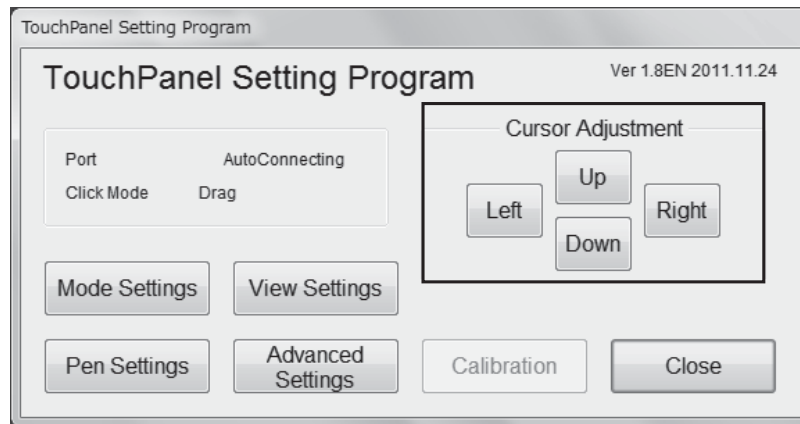 TouchPanel Setting Program
TouchPanel Setting Program
Ver 1.8EN 2011.11.24
Port AutoConnecting
Click Mode Drag
Cursor Adjustment
Up
Left
Right
Down
Mode Settings
View Settings
Pen Settings
Advanced
Settings
Calibration
Close